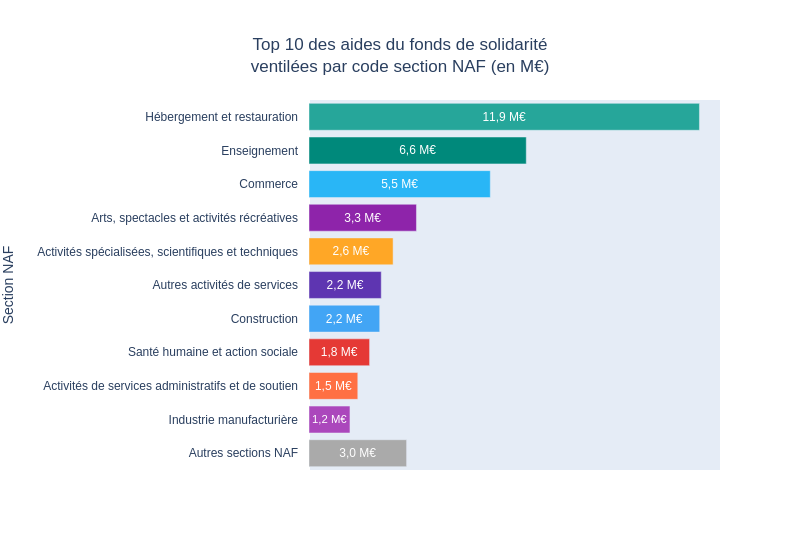 Top 10 des aides du fonds de solidarité
ventilées par code section NAF (en M€)
Section NAF
Hébergement et restauration 11,9 M€
Enseignement 6,6 M€
Commerce 5,5 M€
Arts, spectacles et activités récréatives 3,3 M€
Activités spécialisées, scientifiques et techniques 2,6 M€
Autres activités de services 2,2 M€
Construction 2,2 M€
Santé humaine et action sociale 1,8 M€
Activités de services administratifs et de soutien 1,5 M€
Industrie manufacturière 1,2 M€
Autres sections NAF 3,0 M€